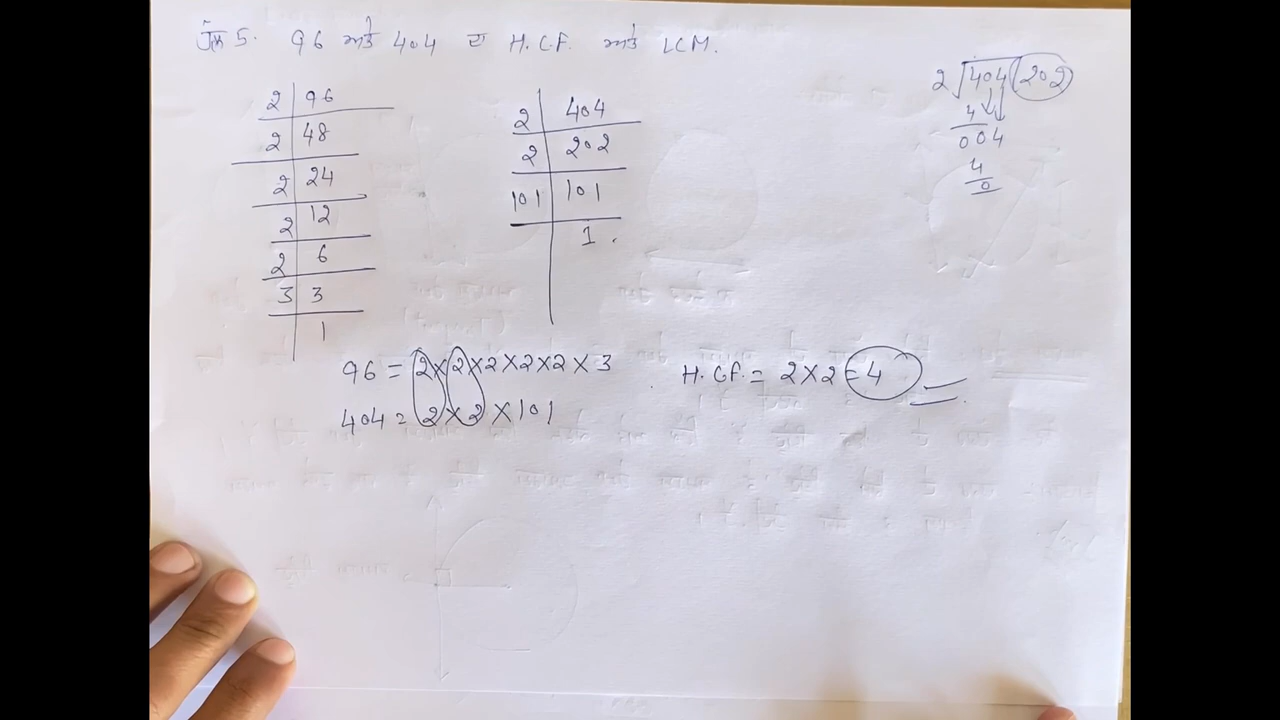 ਪ੍ਰਸ਼ਨ 5. 96 ਅਤੇ 404 ਦਾ H.C.F. ਅਤੇ LCM.
2 | 96
2 | 48
2 | 24
2 | 12
2 | 6
3 | 3
1
2 | 404
2 | 202
101 | 101
1.
2 √404 (202
4
004
4
0
96 = 2×2×2×2×2×3
404 = 2×2×101
H.C.F. = 2×2=4